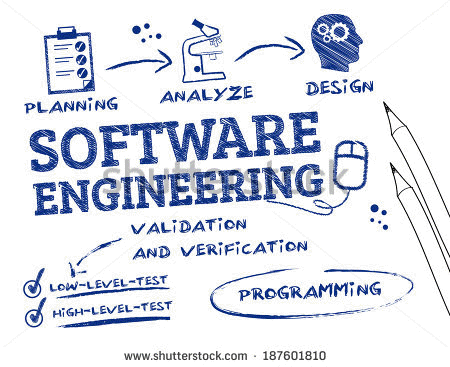 PLANNING
ANALYZE
DESIGN
SOFTWARE
ENGINEERING
shutterstock
VALIDATION
AND VERIFICATION
LOW-LEVEL-TEST
HIGH-LEVEL-TEST
PROGRAMMING
www.shutterstock.com · 187601810